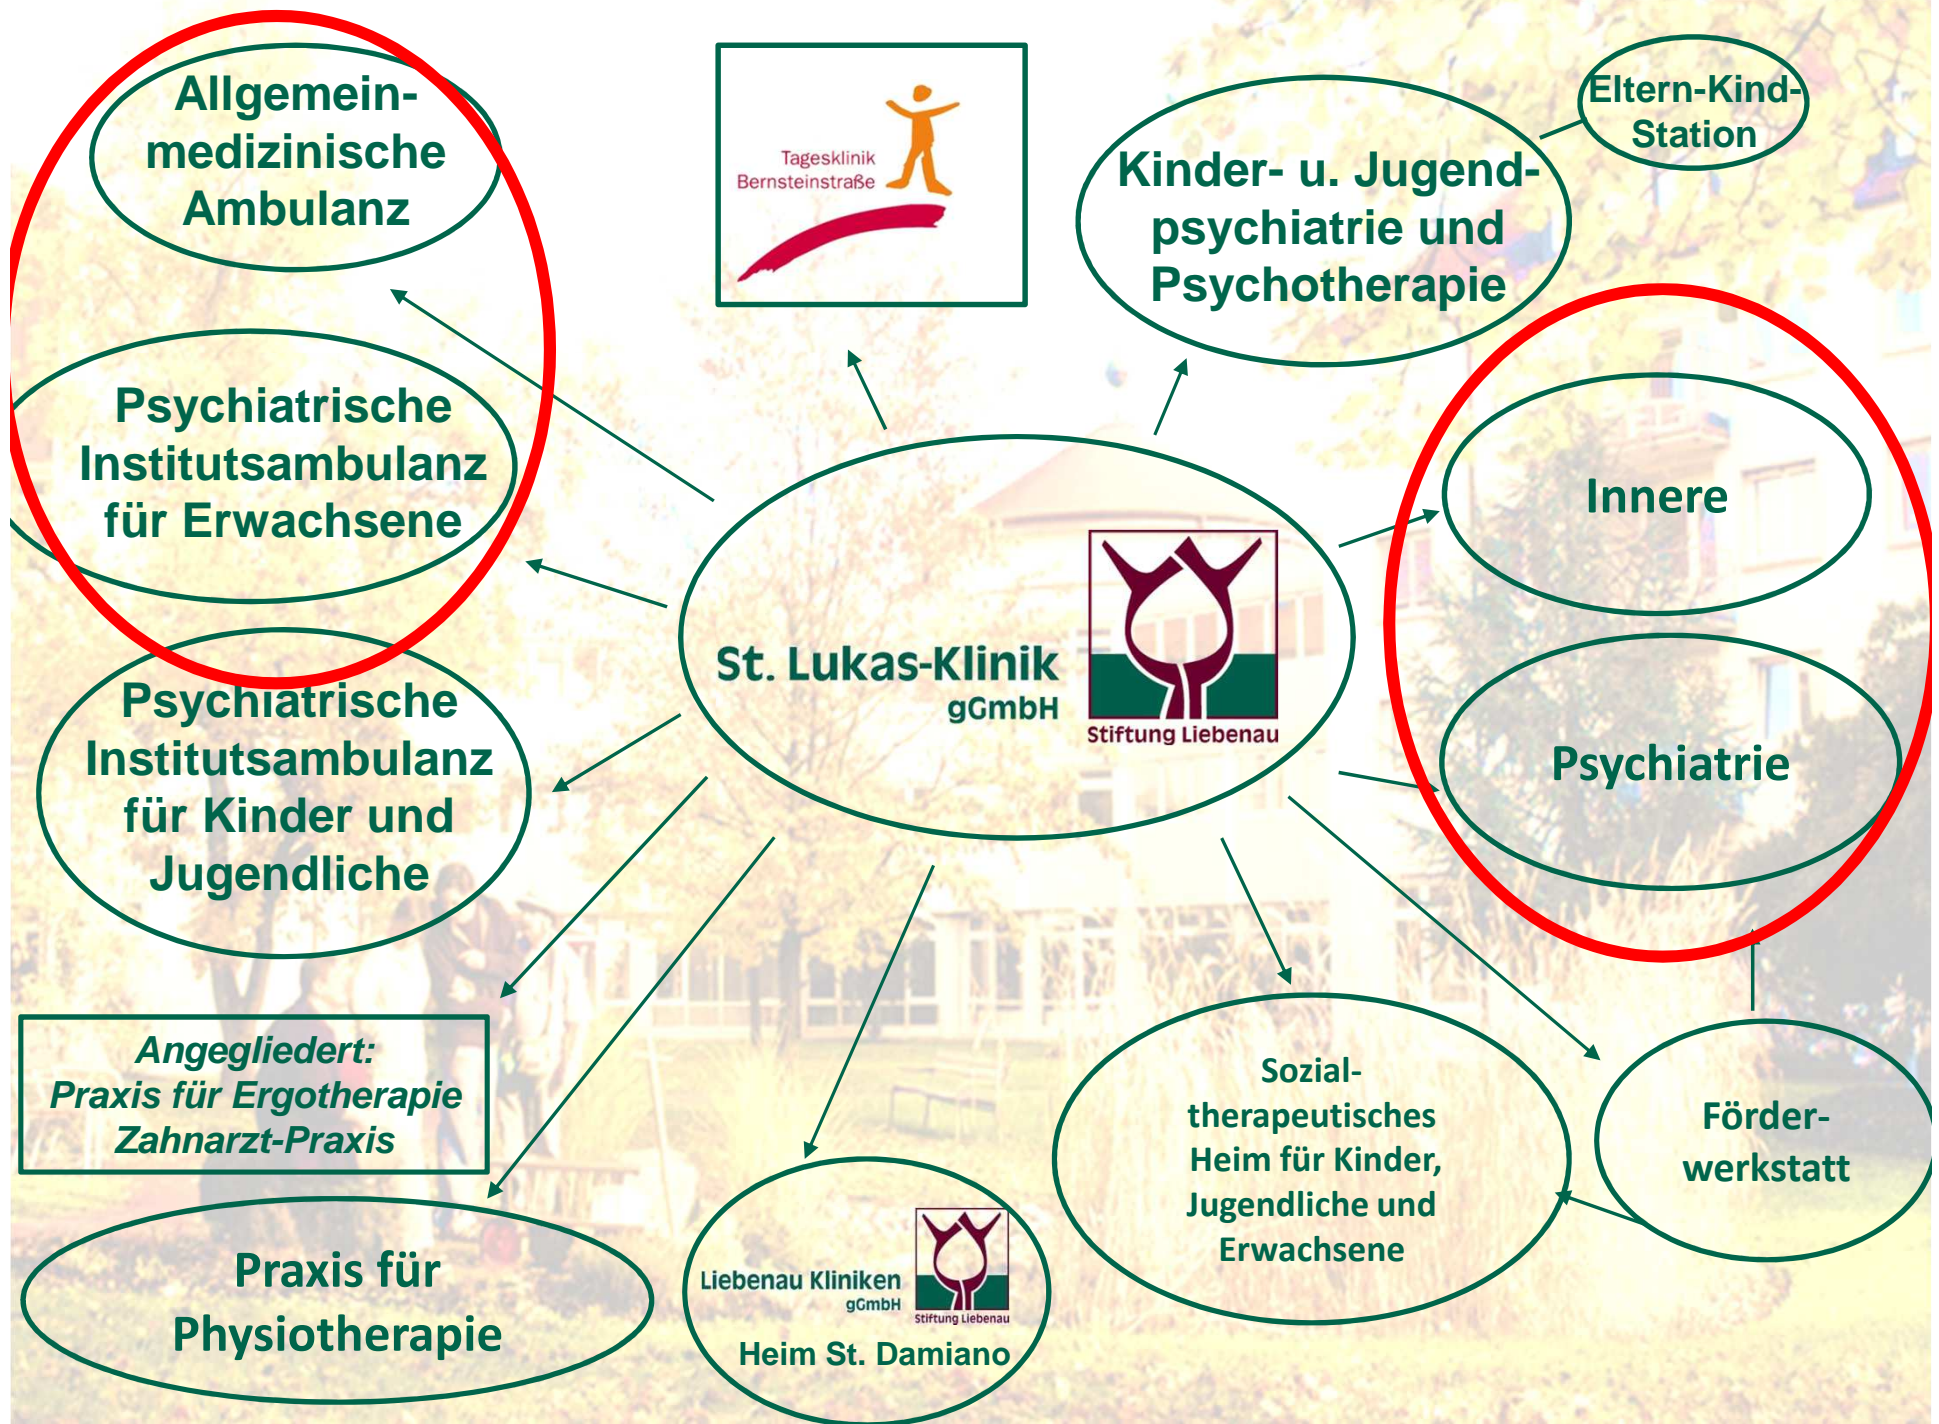 Allgemein-
medizinische
Ambulanz
Tagesklinik
Bernsteinstraße
Kinder- u. Jugend-
psychiatrie und
Psychotherapie
Eltern-Kind-
Station
Psychiatrische
Institutsambulanz
für Erwachsene
Innere
St. Lukas-Klinik
gGmbH
Stiftung Liebenau
Psychiatrische
Institutsambulanz
für Kinder und
Jugendliche
Psychiatrie
Angegliedert:
Praxis für Ergotherapie
Zahnarzt-Praxis
Sozial-
therapeutisches
Heim für Kinder,
Jugendliche und
Erwachsene
Förder-
werkstatt
Praxis für
Physiotherapie
Liebenau Kliniken
gGmbH
Stiftung Liebenau
Heim St. Damiano